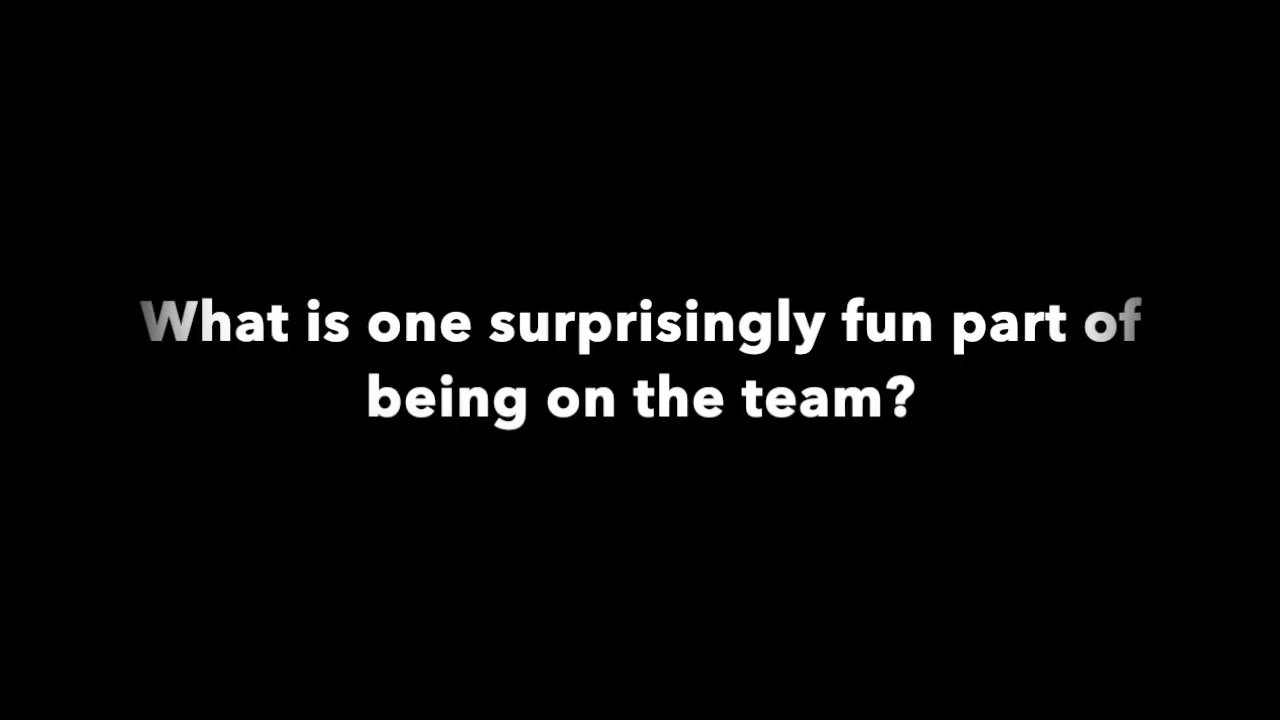 What is one surprisingly fun part of
being on the team?